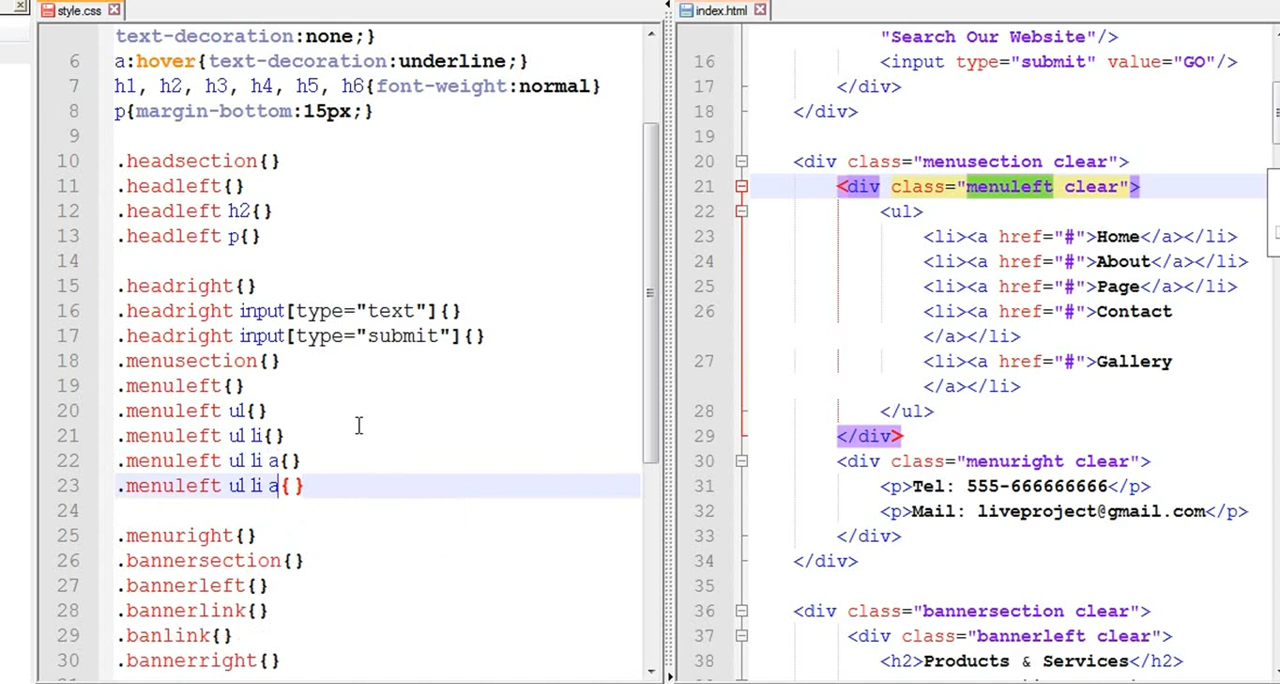 style.css
text-decoration:none;}
6 a:hover{text-decoration:underline;}
7 h1, h2, h3, h4, h5, h6{font-weight:normal}
8 p{margin-bottom:15px;}
9
10 .headsection{}
11 .headleft{}
12 .headleft h2{}
13 .headleft p{}
14
15 .headright{}
16 .headright input[type="text"]{}
17 .headright input[type="submit"]{}
18 .menusection{}
19 .menuleft{}
20 .menuleft ul{}
21 .menuleft ul li{}
22 .menuleft ul li a{}
23 .menuleft ul li a{}
24
25 .menuright{}
26 .bannersection{}
27 .bannerleft{}
28 .bannerlink{}
29 .banlink{}
30 .bannerright{}
index.html
"Search Our Website"/>
16 <input type="submit" value="GO"/>
17 </div>
18 </div>
19
20 <div class="menusection clear">
21 <div class="menuleft clear">
22 <ul>
23 <li><a href="#">Home</a></li>
24 <li><a href="#">About</a></li>
25 <li><a href="#">Page</a></li>
26 <li><a href="#">Contact
</a></li>
27 <li><a href="#">Gallery
</a></li>
28 </ul>
29 </div>
30 <div class="menuright clear">
31 <p>Tel: 555-666666666</p>
32 <p>Mail: liveproject@gmail.com</p>
33 </div>
34 </div>
35
36 <div class="bannersection clear">
37 <div class="bannerleft clear">
38 <h2>Products & Services</h2>